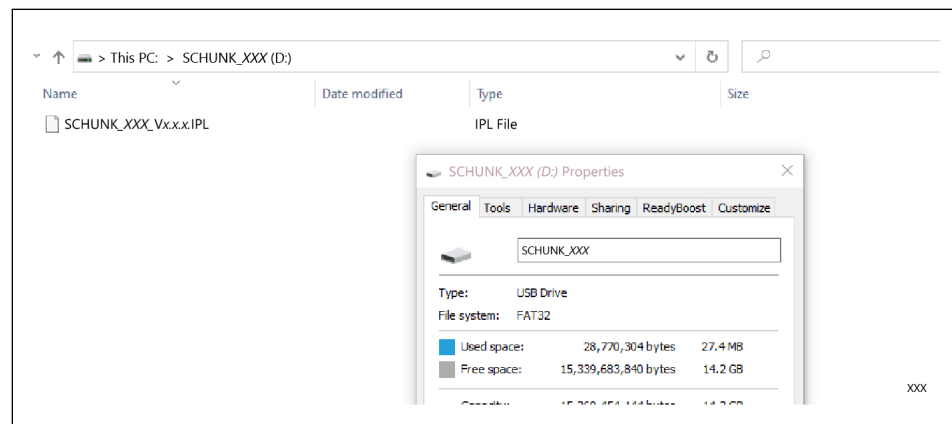 > This PC: > SCHUNK_XXX (D:)
Name Date modified Type Size
SCHUNK_XXX_Vx.x.x.IPL IPL File
SCHUNK_XXX (D:) Properties
General Tools Hardware Sharing ReadyBoost Customize
SCHUNK_XXX
Type: USB Drive
File system: FAT32
Used space: 28,770,304 bytes 27.4 MB
Free space: 15,339,683,840 bytes 14.2 GB
XXX